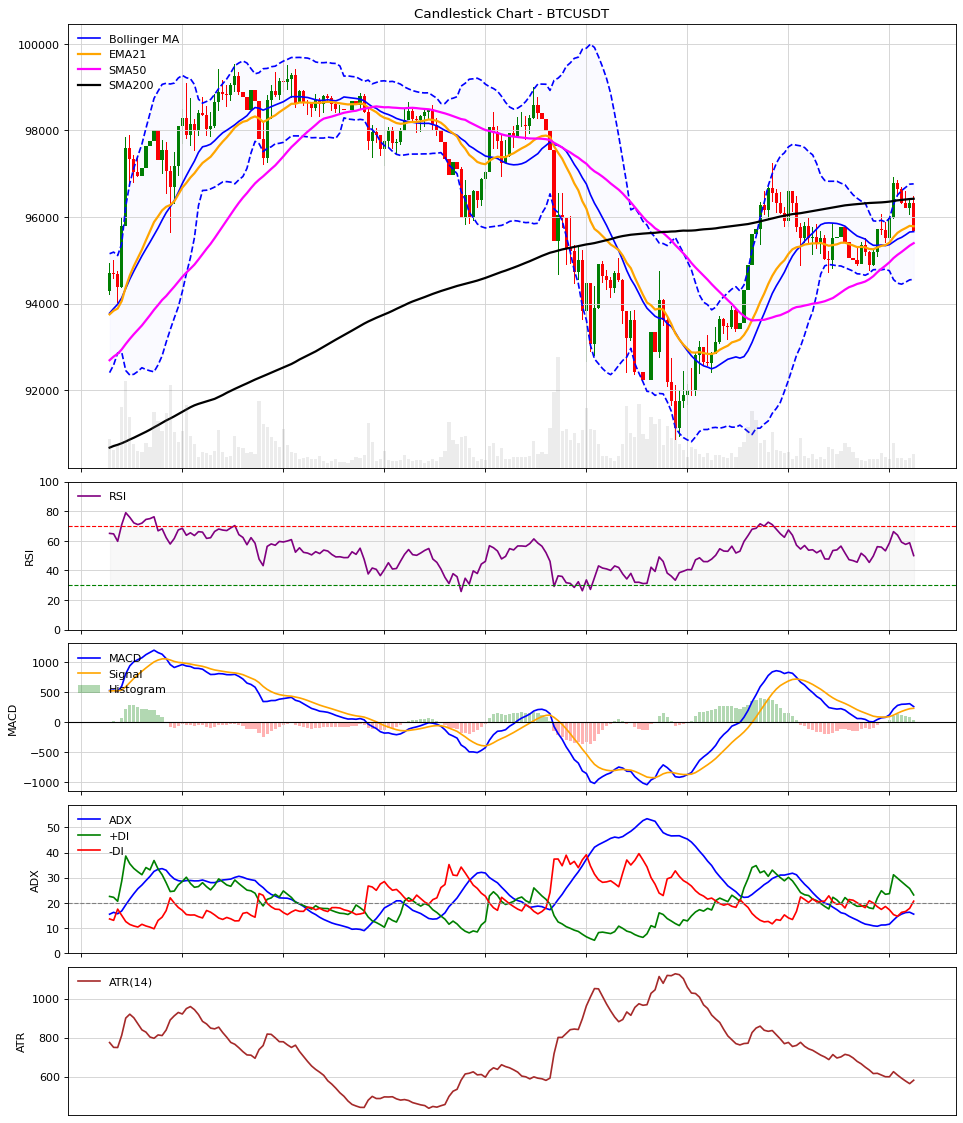 Candlestick Chart - BTCUSDT
Bollinger MA
EMA21
SMA50
SMA200
100000
98000
96000
94000
92000
RSI
RSI
100
80
60
40
20
0
MACD
Signal
Histogram
MACD
1000
500
0
−500
−1000
ADX
+DI
-DI
ADX
50
40
30
20
10
0
ATR(14)
ATR
1000
800
600